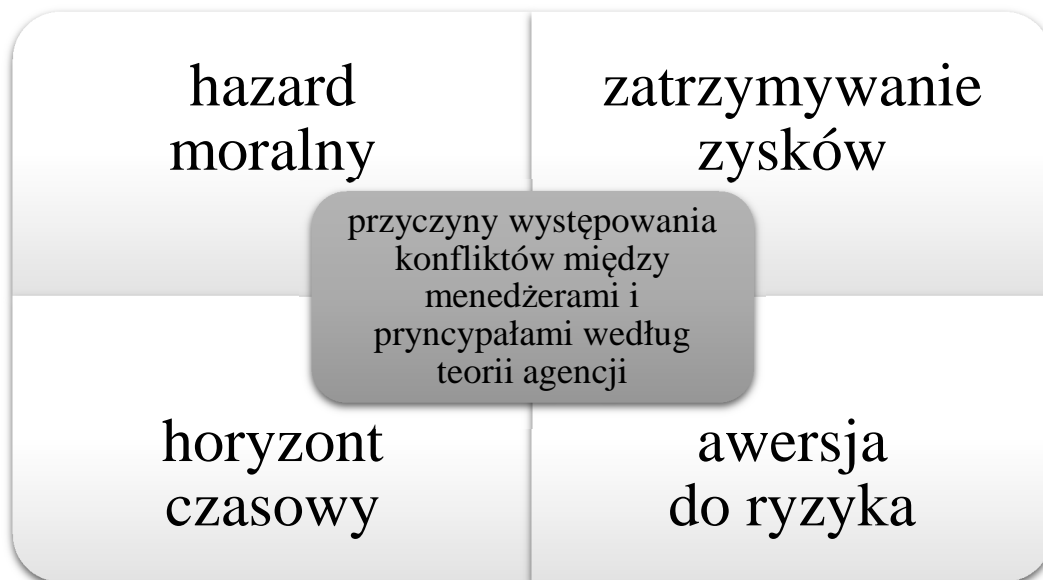 hazard
moralny
zatrzymywanie
zysków
przyczyny występowania
konfliktów między
menedżerami i
pryncypałami według
teorii agencji
horyzont
czasowy
awersja
do ryzyka